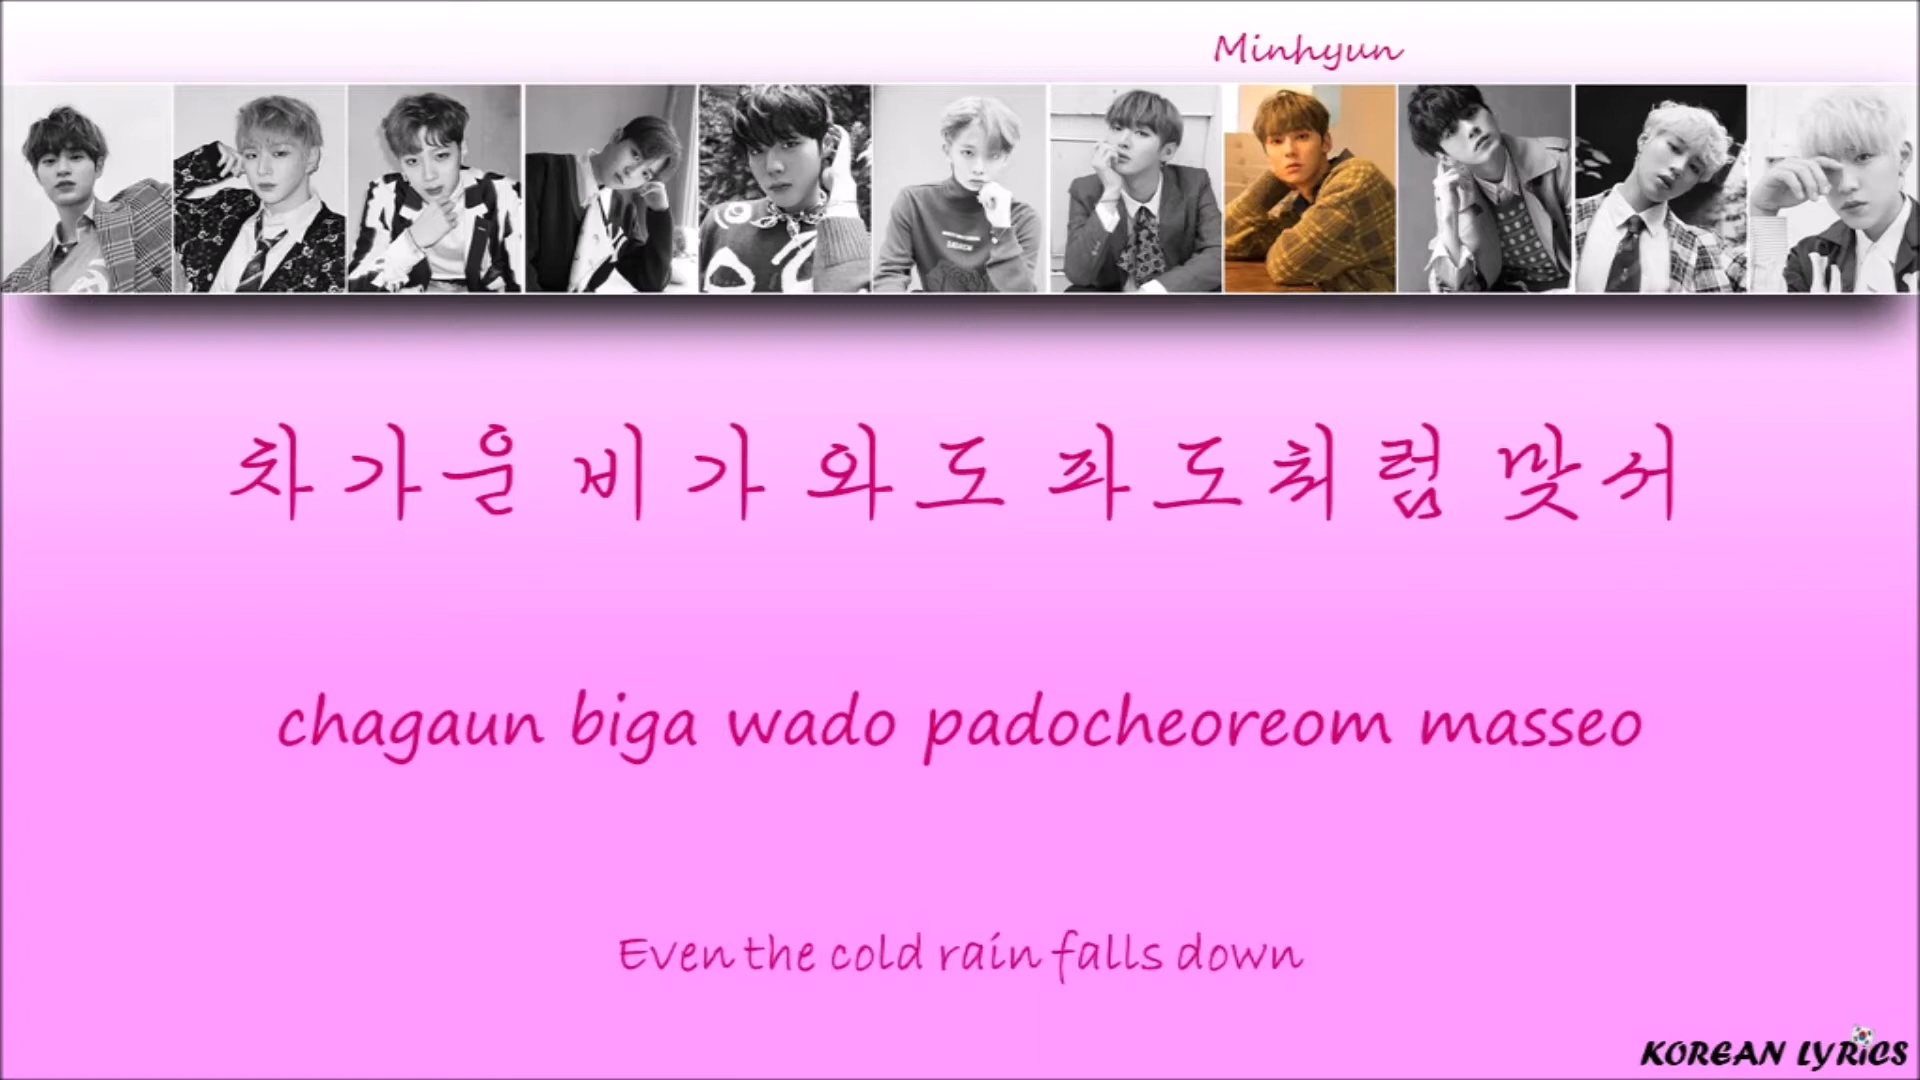 Minhyun
차가운 비가 와도 파도처럼 맞서
chagaun biga wado padocheoreom masseo
Even the cold rain falls down
KOREAN LYRICS